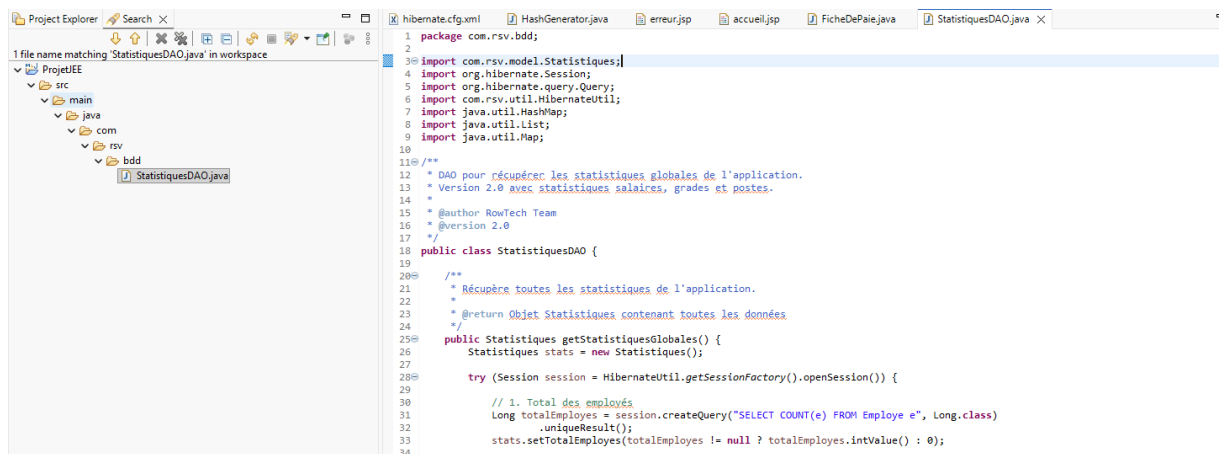 Project Explorer Search
1 file name matching 'StatistiquesDAO.java' in workspace
ProjetJEE
src
main
java
com
rsv
bdd
StatistiquesDAO.java
hibernate.cfg.xml HashGenerator.java erreur.jsp accueil.jsp FicheDePaie.java StatistiquesDAO.java
1 package com.rsv.bdd;
2
3 import com.rsv.model.Statistiques;
4 import org.hibernate.Session;
5 import org.hibernate.query.Query;
6 import com.rsv.util.HibernateUtil;
7 import java.util.HashMap;
8 import java.util.List;
9 import java.util.Map;
10
11 /**
12 * DAO pour récupérer les statistiques globales de l'application.
13 * Version 2.0 avec statistiques salaires, grades et postes.
14 *
15 * @author RowTech Team
16 * @version 2.0
17 */
18 public class StatistiquesDAO {
19
20 /**
21 * Récupère toutes les statistiques de l'application.
22 *
23 * @return Objet Statistiques contenant toutes les données
24 */
25 public Statistiques getStatistiquesGlobales() {
26 Statistiques stats = new Statistiques();
27
28 try (Session session = HibernateUtil.getSessionFactory().openSession()) {
29
30 // 1. Total des employés
31 Long totalEmployes = session.createQuery("SELECT COUNT(e) FROM Employe e", Long.class)
32 .uniqueResult();
33 stats.setTotalEmployes(totalEmployes != null ? totalEmployes.intValue() : 0);
34